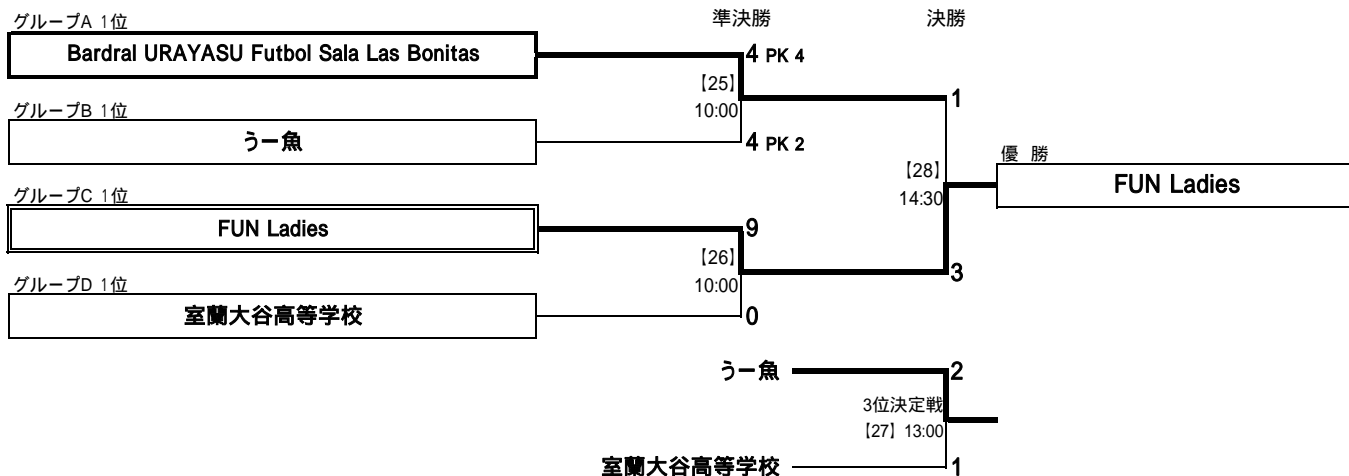 準決勝
決勝
グループA 1位
Bardral URAYASU Futbol Sala Las Bonitas
4 PK 4
【25】
10:00
1
グループB 1位
うー魚
4 PK 2
優 勝
FUN Ladies
【28】
14:30
グループC 1位
FUN Ladies
9
【26】
10:00
3
グループD 1位
室蘭大谷高等学校
0
うー魚
2
3位決定戦
【27】 13:00
室蘭大谷高等学校
1